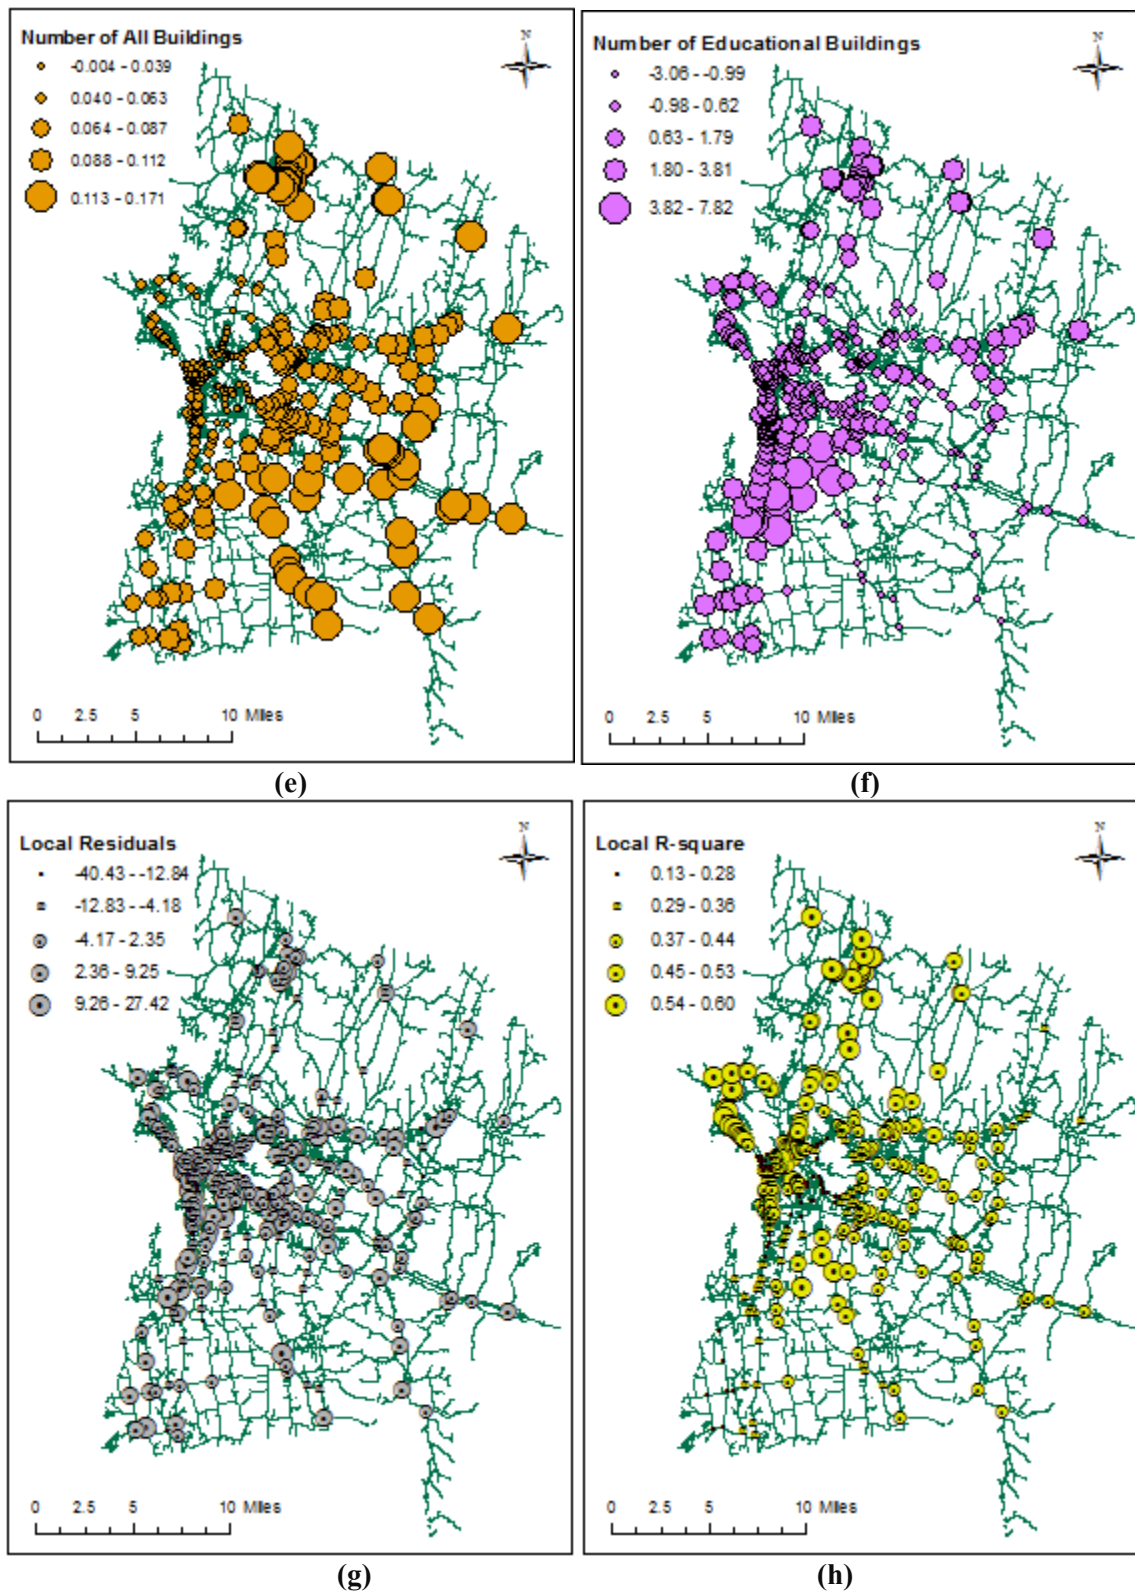 Number of All Buildings
N
-0.004 - 0.039
0.040 - 0.063
0.064 - 0.087
0.088 - 0.112
0.113 - 0.171
0 2.5 5 10 Miles
(e)
Number of Educational Buildings
N
-3.06 - -0.99
-0.98 - 0.62
0.63 - 1.79
1.80 - 3.81
3.82 - 7.82
0 2.5 5 10 Miles
(f)
Local Residuals
N
-40.43 - -12.84
-12.83 - -4.18
-4.17 - 2.35
2.36 - 9.25
9.26 - 27.42
0 2.5 5 10 Miles
(g)
Local R-square
N
0.13 - 0.28
0.29 - 0.36
0.37 - 0.44
0.45 - 0.53
0.54 - 0.60
0 2.5 5 10 Miles
(h)